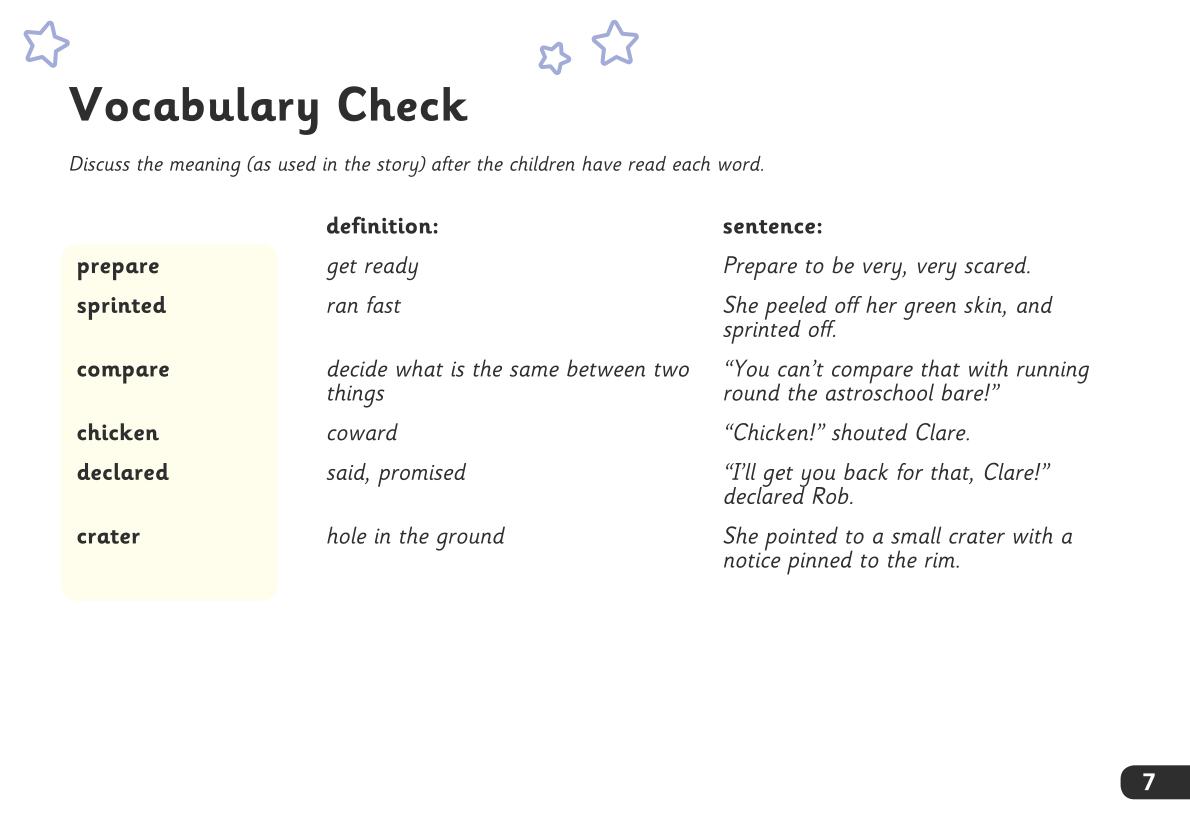 Vocabulary Check
Discuss the meaning (as used in the story) after the children have read each word.
definition: sentence:
prepare get ready Prepare to be very, very scared.
sprinted ran fast She peeled off her green skin, and
sprinted off.
compare decide what is the same between two “You can’t compare that with running
things round the astroschool bare!”
chicken coward “Chicken!” shouted Clare.
declared said, promised “I’ll get you back for that, Clare!”
declared Rob.
crater hole in the ground She pointed to a small crater with a
notice pinned to the rim.
7